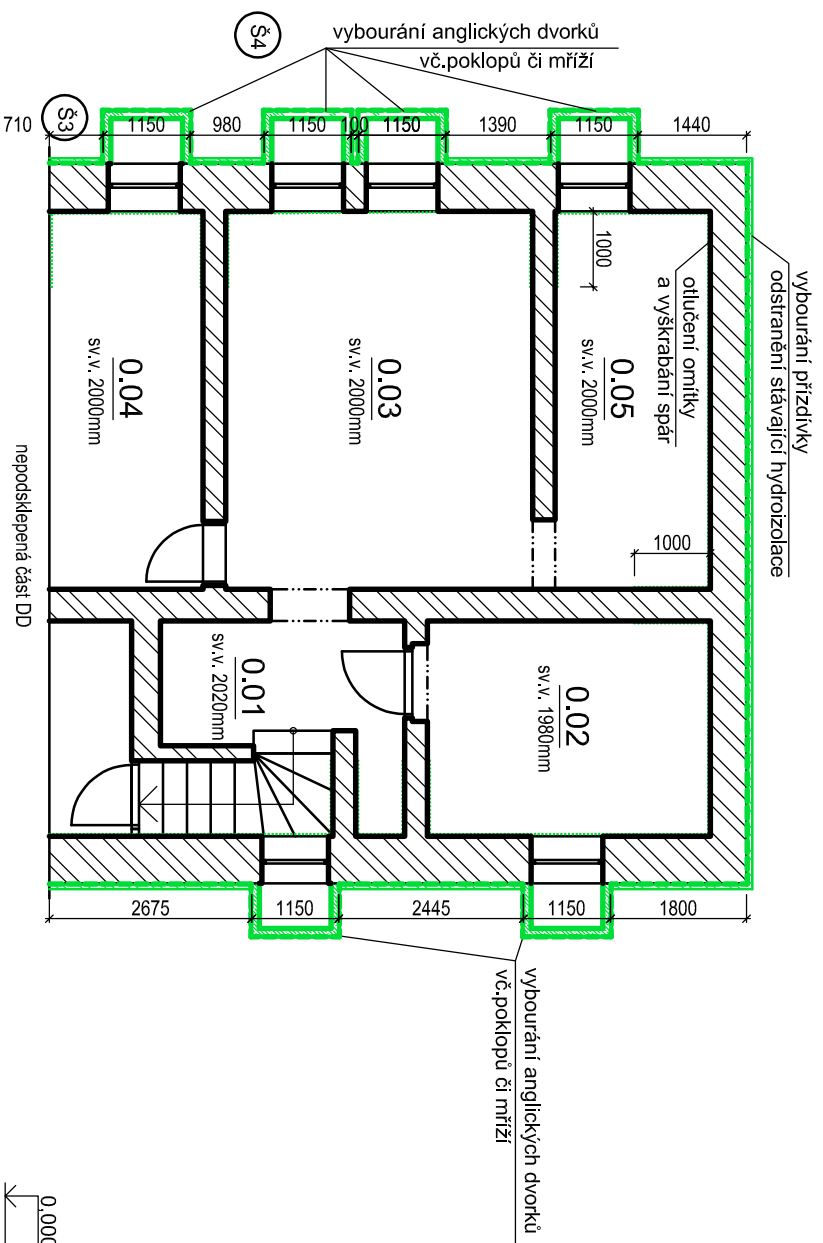 vybourání anglických dvorků
vč.poklopů či mříží
Š4
Š3
710
1150
980
1150
100
1150
1390
1150
1440
vybourání přízdívky
odstranění stávající hydroizolace
otlučení omítky
a vyškrabání spár
1000
1000
0.05
sv.v. 2000mm
0.03
sv.v. 2000mm
0.04
sv.v. 2000mm
nepodsklepená část DD
0.02
sv.v. 1980mm
0.01
sv.v. 2020mm
2675
1150
2445
1150
1800
vybourání anglických dvorků
vč.poklopů či mříží
0,000